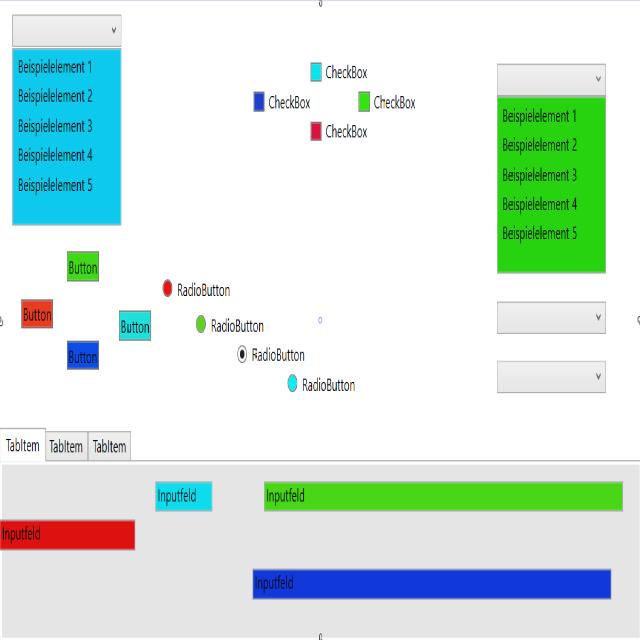 Beispielelement 1
Beispielelement 2
Beispielelement 3
Beispielelement 4
Beispielelement 5
CheckBox
CheckBox
CheckBox
CheckBox
Beispielelement 1
Beispielelement 2
Beispielelement 3
Beispielelement 4
Beispielelement 5
Button
Button
Button
Button
RadioButton
RadioButton
RadioButton
RadioButton
TabItem TabItem TabItem
Inputfeld Inputfeld
Inputfeld
Inputfeld